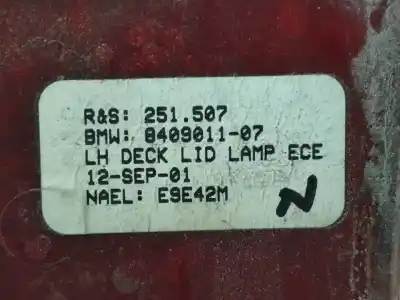 R&S: 251.507
BMW: 8409011-07
LH DECK LID LAMP ECE
12-SEP-01
NAEL: E9E42M
N